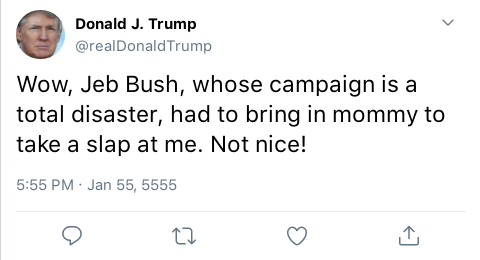 Donald J. Trump
@realDonaldTrump
Wow, Jeb Bush, whose campaign is a
total disaster, had to bring in mommy to
take a slap at me. Not nice!
5:55 PM · Jan 55, 5555